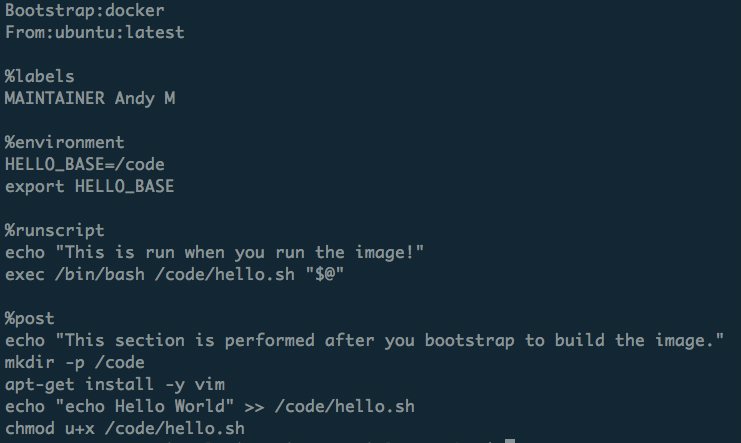 Bootstrap:docker
From:ubuntu:latest
%labels
MAINTAINER Andy M
%environment
HELLO_BASE=/code
export HELLO_BASE
%runscript
echo "This is run when you run the image!"
exec /bin/bash /code/hello.sh "$@"
%post
echo "This section is performed after you bootstrap to build the image."
mkdir -p /code
apt-get install -y vim
echo "echo Hello World" >> /code/hello.sh
chmod u+x /code/hello.sh